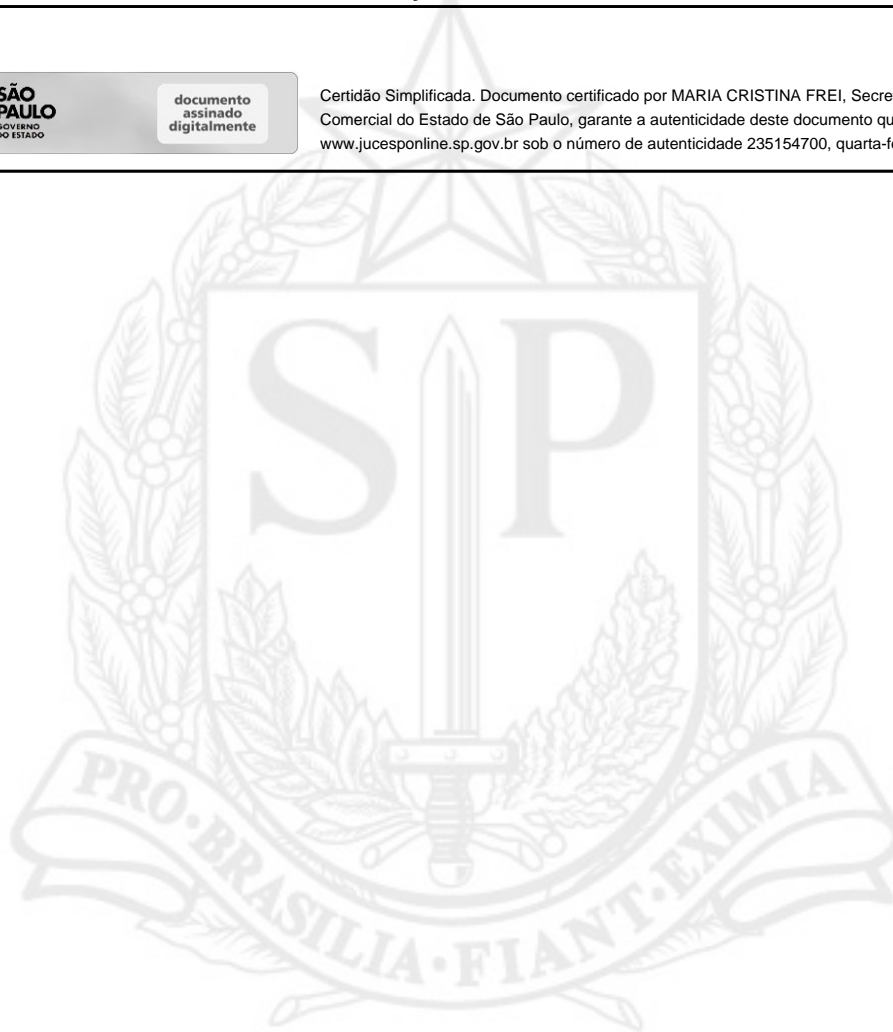 SÃO
PAULO
GOVERNO
DO ESTADO
documento
assinado
digitalmente
Certidão Simplificada. Documento certificado por MARIA CRISTINA FREI, Secre
Comercial do Estado de São Paulo, garante a autenticidade deste documento qu
www.jucesponline.sp.gov.br sob o número de autenticidade 235154700, quarta-fe
SP
PRO·BRASILIA·FIANT·EXIMIA